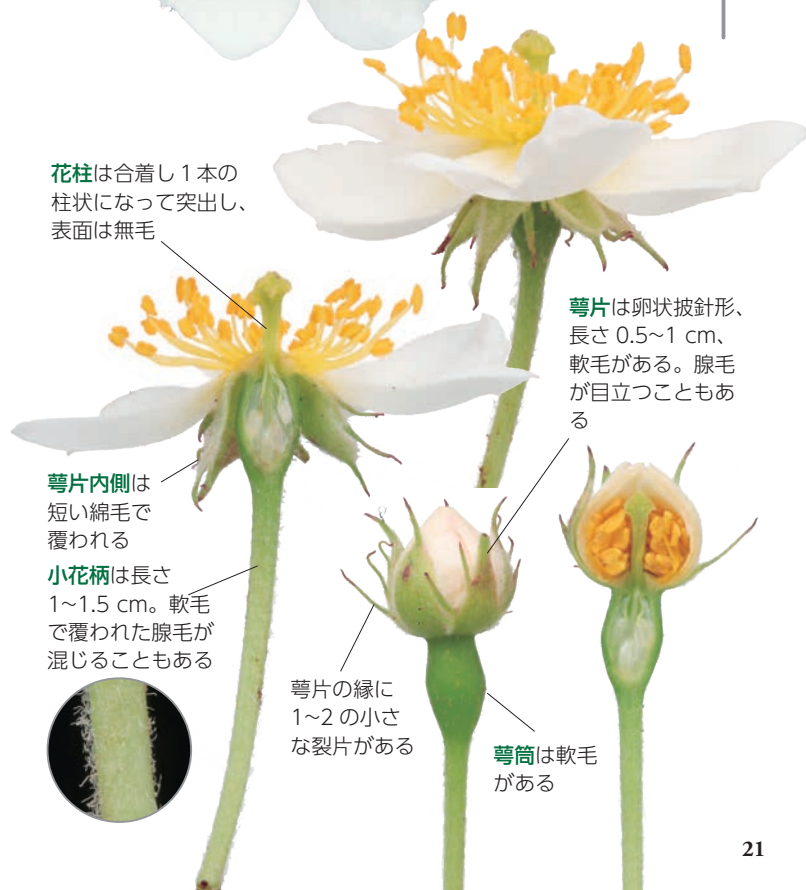 花柱は合着し１本の
柱状になって突出し、
表面は無毛
萼片は卵状披針形、
長さ 0.5~1 cm、
軟毛がある。腺毛
が目立つこともあ
る
萼片内側は
短い綿毛で
覆われる
小花柄は長さ
1~1.5 cm。軟毛
で覆われた腺毛が
混じることもある
萼片の縁に
1~2 の小さ
な裂片がある
萼筒は軟毛
がある
21